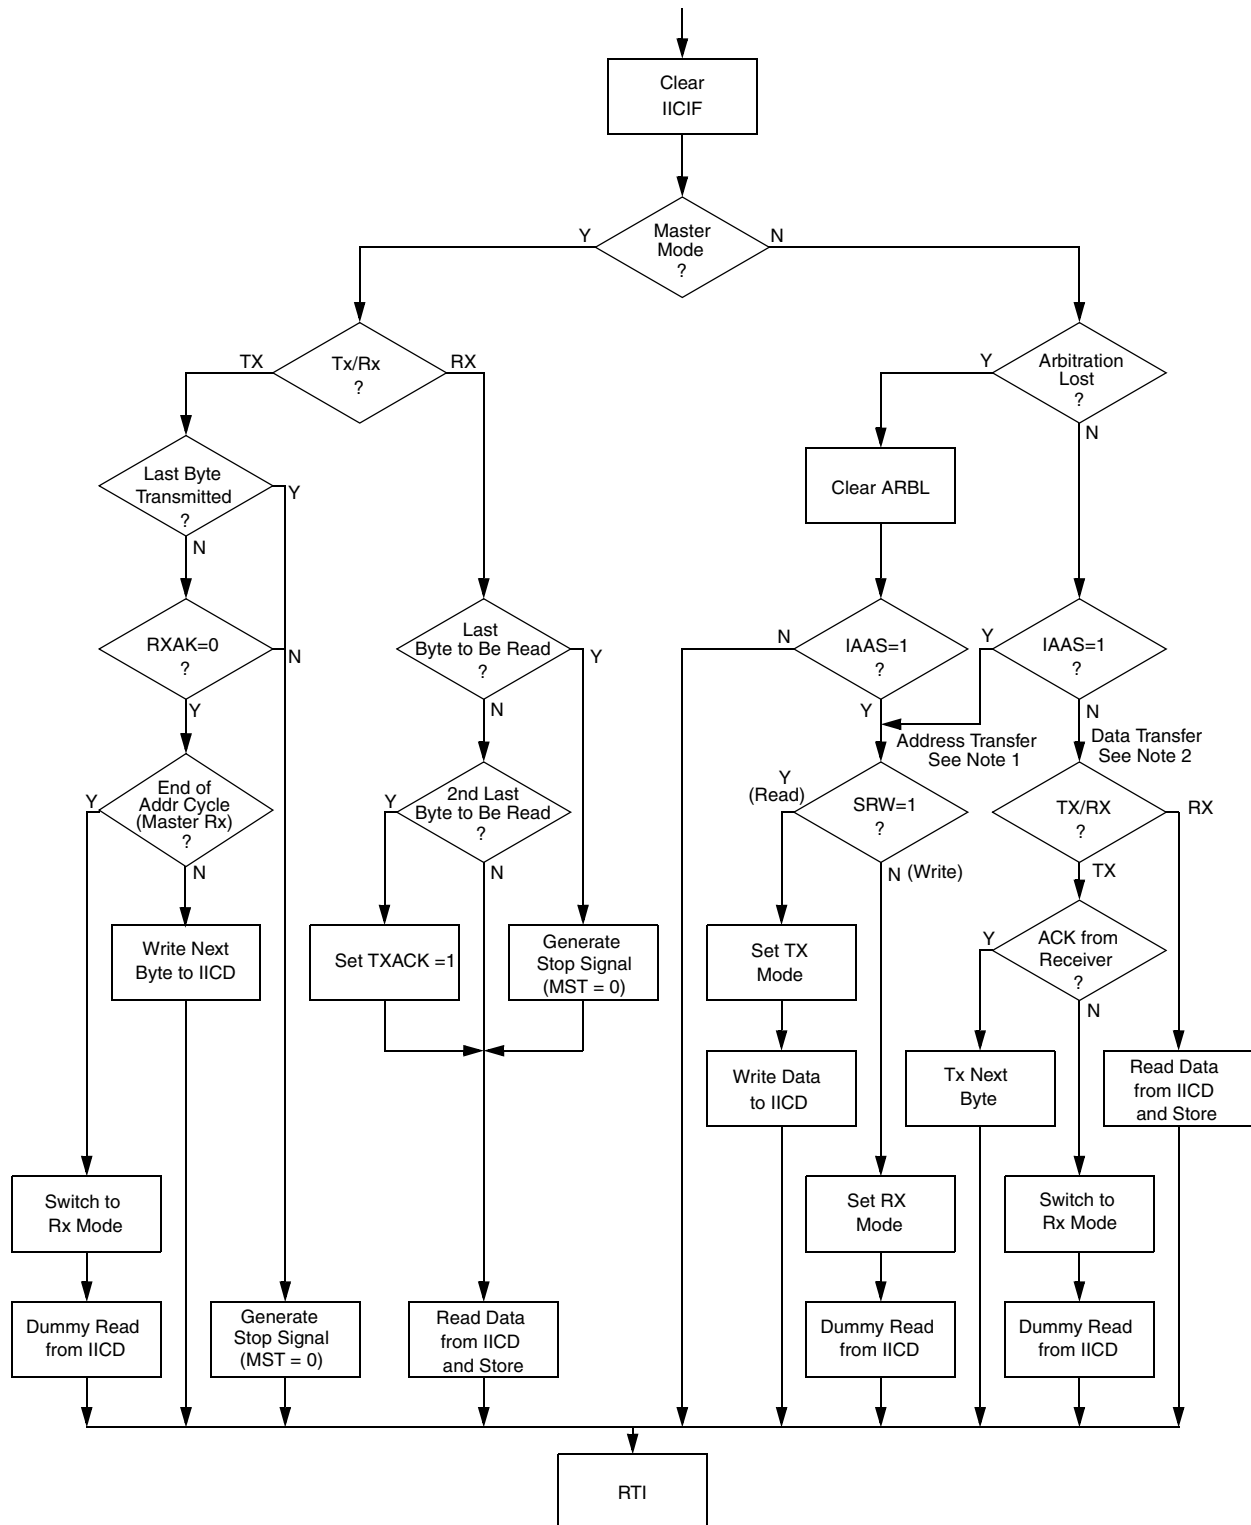 Clear
IICIF
Master
Mode
?
Y
N
Tx/Rx
?
TX
RX
Arbitration
Lost
?
Y
N
Last Byte
Transmitted
?
Y
N
Clear ARBL
RXAK=0
?
N
Y
Last
Byte to Be Read
?
Y
N
IAAS=1
?
N
Y
IAAS=1
?
Y
N
Address Transfer
See Note 1
Data Transfer
See Note 2
End of
Addr Cycle
(Master Rx)
?
Y
N
2nd Last
Byte to Be Read
?
Y
N
Y
(Read)
SRW=1
?
N (Write)
TX/RX
?
RX
TX
Write Next
Byte to IICD
Set TXACK =1
Generate
Stop Signal
(MST = 0)
Set TX
Mode
ACK from
Receiver
?
Y
N
Write Data
to IICD
Tx Next
Byte
Read Data
from IICD
and Store
Switch to
Rx Mode
Set RX
Mode
Switch to
Rx Mode
Dummy Read
from IICD
Generate
Stop Signal
(MST = 0)
Read Data
from IICD
and Store
Dummy Read
from IICD
Dummy Read
from IICD
RTI